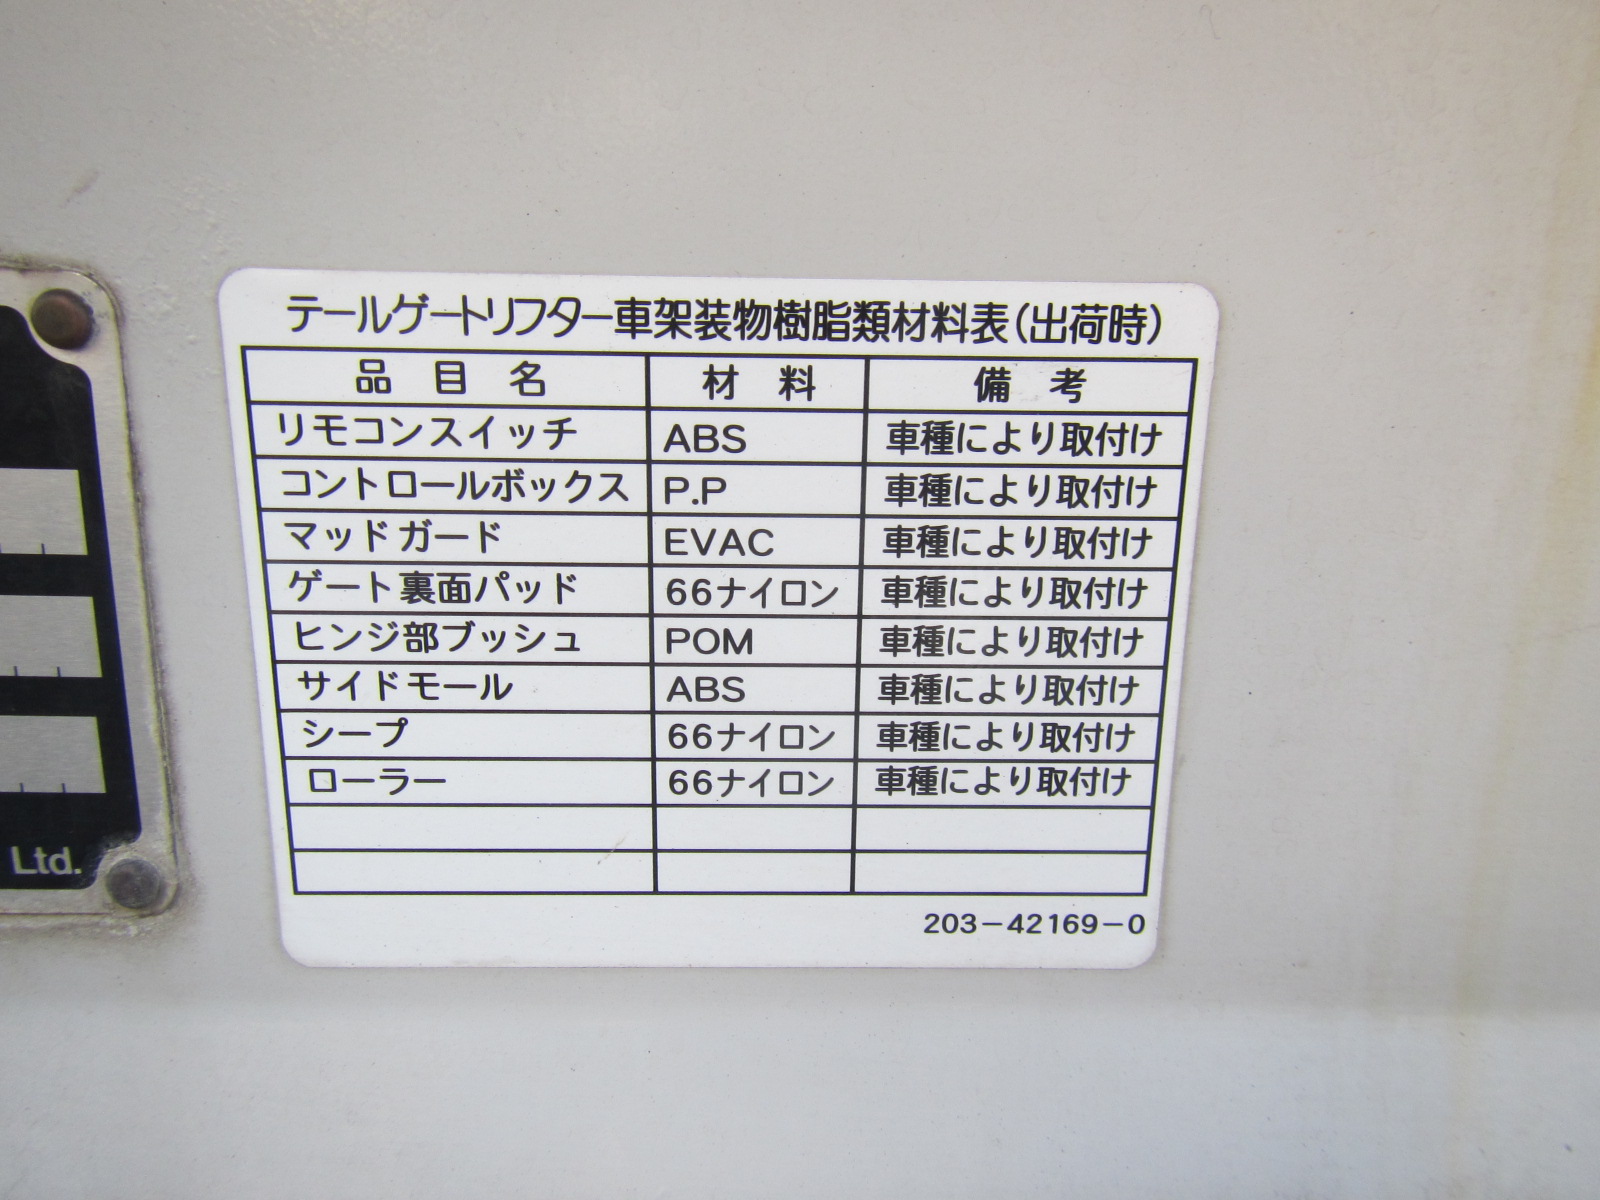 テールゲートリフター車架装物樹脂類材料表(出荷時)
品目名 材料 備考
リモコンスイッチ ABS 車種により取付け
コントロールボックス P.P 車種により取付け
マッドガード EVAC 車種により取付け
ゲート裏面パッド 66ナイロン 車種により取付け
ヒンジ部ブッシュ POM 車種により取付け
サイドモール ABS 車種により取付け
シーブ 66ナイロン 車種により取付け
ローラー 66ナイロン 車種により取付け
203-42169-0
Ltd.